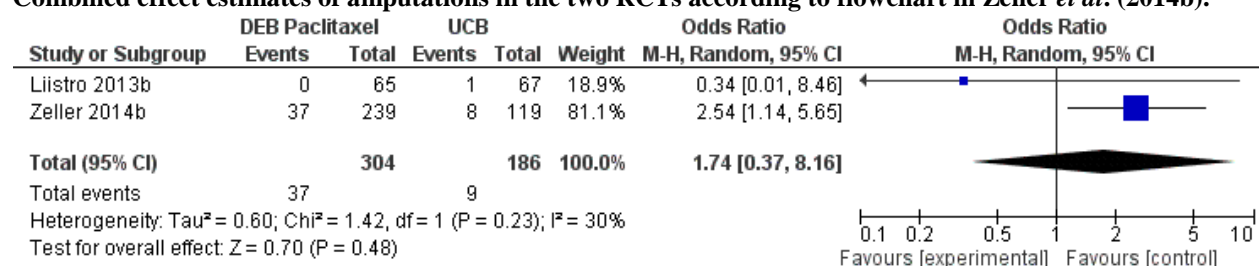 Combined effect estimates of amputations in the two RCTs according to flowchart in Zeller et al. (2014b).
DEB Paclitaxel UCB Odds Ratio Odds Ratio
Study or Subgroup Events Total Events Total Weight M-H, Random, 95% CI M-H, Random, 95% CI
Liistro 2013b 0 65 1 67 18.9% 0.34 [0.01, 8.46]
Zeller 2014b 37 239 8 119 81.1% 2.54 [1.14, 5.65]
Total (95% CI) 304 186 100.0% 1.74 [0.37, 8.16]
Total events 37 9
Heterogeneity: Tau² = 0.60; Chi² = 1.42, df = 1 (P = 0.23); I² = 30%
Test for overall effect: Z = 0.70 (P = 0.48)
0.1 0.2 0.5 1 2 5 10
Favours [experimental] Favours [control]